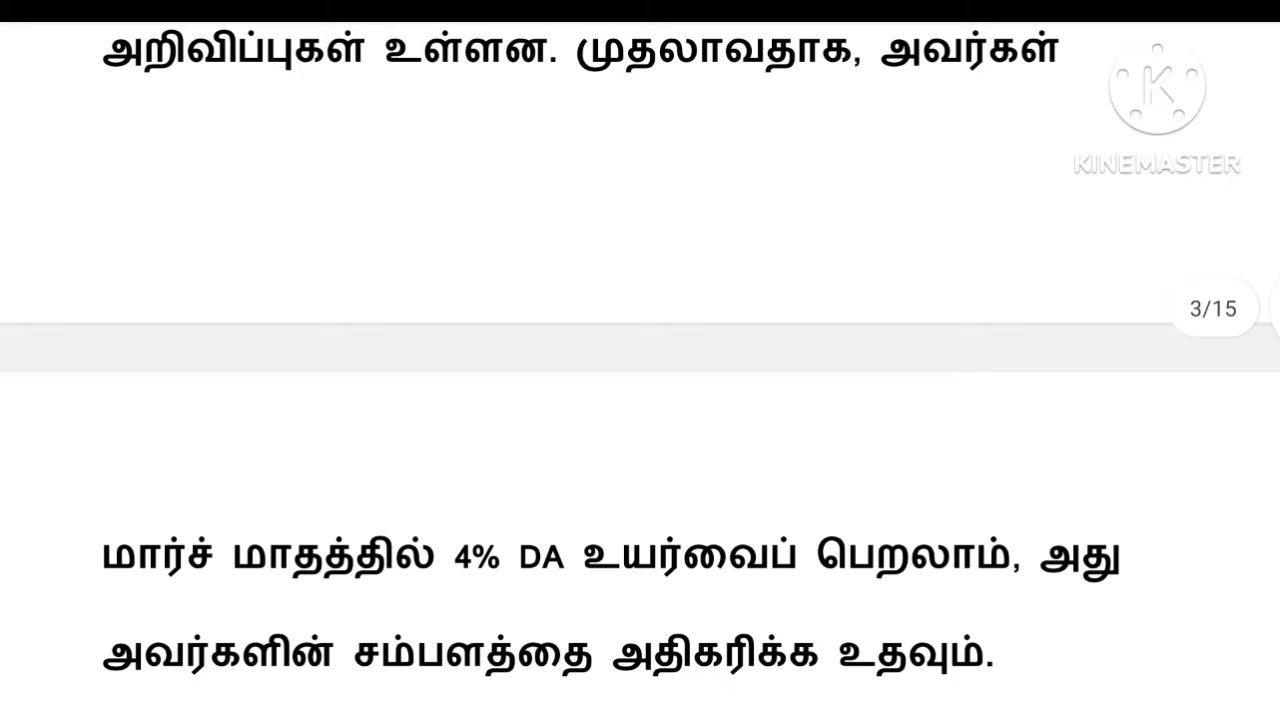 அறிவிப்புகள் உள்ளன. முதலாவதாக, அவர்கள்
KINEMASTER
3/15
மார்ச் மாதத்தில் 4% DA உயர்வைப் பெறலாம், அது
அவர்களின் சம்பளத்தை அதிகரிக்க உதவும்.